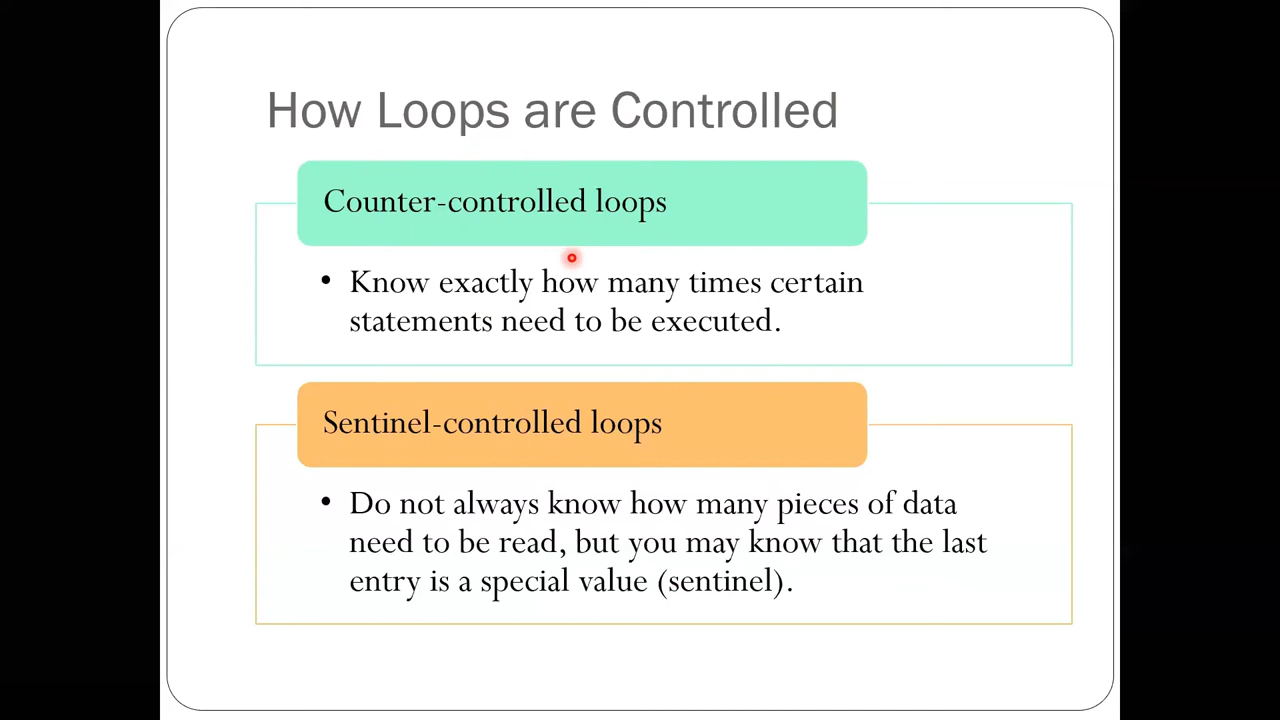 How Loops are Controlled
Counter-controlled loops
• Know exactly how many times certain
statements need to be executed.
Sentinel-controlled loops
• Do not always know how many pieces of data
need to be read, but you may know that the last
entry is a special value (sentinel).